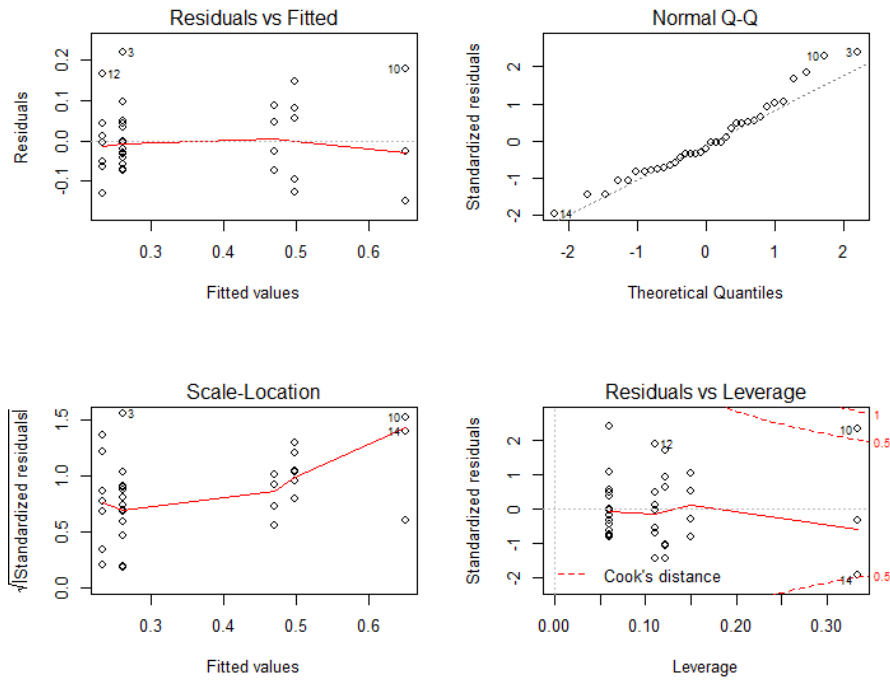 Residuals vs Fitted
Residuals
-0.1 0.0 0.1 0.2
3
12
10
0.3 0.4 0.5 0.6
Fitted values
Normal Q-Q
Standardized residuals
-2 -1 0 1 2
10
3
14
-2 -1 0 1 2
Theoretical Quantiles
Scale-Location
√|Standardized residuals|
0.0 0.5 1.0 1.5
3
10
14
0.3 0.4 0.5 0.6
Fitted values
Residuals vs Leverage
Standardized residuals
-2 -1 0 1 2
12
10
14
1
0.5
0.5
Cook's distance
0.00 0.10 0.20 0.30
Leverage